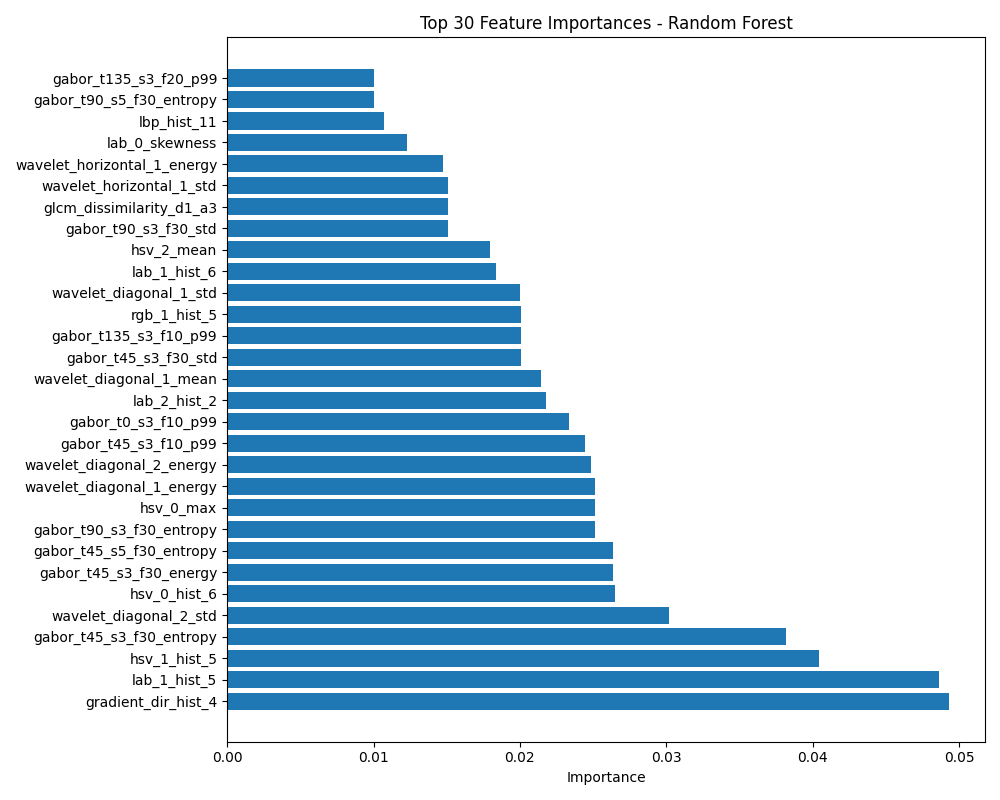 Top 30 Feature Importances - Random Forest
gabor_t135_s3_f20_p99
gabor_t90_s5_f30_entropy
lbp_hist_11
lab_0_skewness
wavelet_horizontal_1_energy
wavelet_horizontal_1_std
glcm_dissimilarity_d1_a3
gabor_t90_s3_f30_std
hsv_2_mean
lab_1_hist_6
wavelet_diagonal_1_std
rgb_1_hist_5
gabor_t135_s3_f10_p99
gabor_t45_s3_f30_std
wavelet_diagonal_1_mean
lab_2_hist_2
gabor_t0_s3_f10_p99
gabor_t45_s3_f10_p99
wavelet_diagonal_2_energy
wavelet_diagonal_1_energy
hsv_0_max
gabor_t90_s3_f30_entropy
gabor_t45_s5_f30_entropy
gabor_t45_s3_f30_energy
hsv_0_hist_6
wavelet_diagonal_2_std
gabor_t45_s3_f30_entropy
hsv_1_hist_5
lab_1_hist_5
gradient_dir_hist_4
0.00 0.01 0.02 0.03 0.04 0.05
Importance